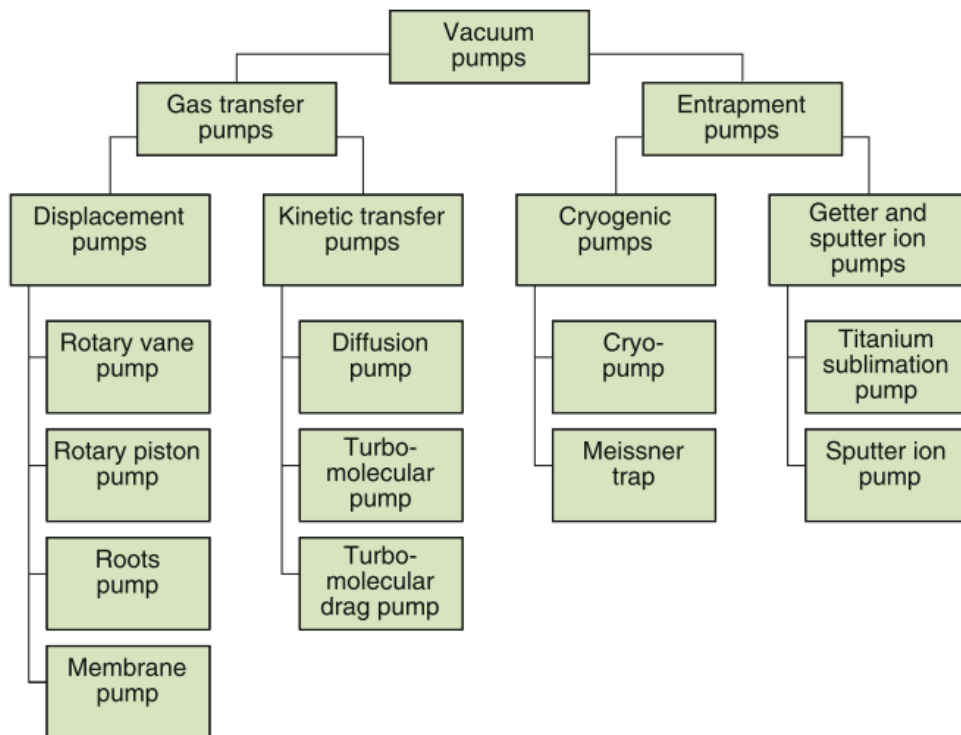 Vacuum
pumps
Gas transfer
pumps
Entrapment
pumps
Displacement
pumps
Kinetic transfer
pumps
Cryogenic
pumps
Getter and
sputter ion
pumps
Rotary vane
pump
Diffusion
pump
Cryo-
pump
Titanium
sublimation
pump
Rotary piston
pump
Turbo-
molecular
pump
Meissner
trap
Sputter ion
pump
Roots
pump
Turbo-
molecular
drag pump
Membrane
pump